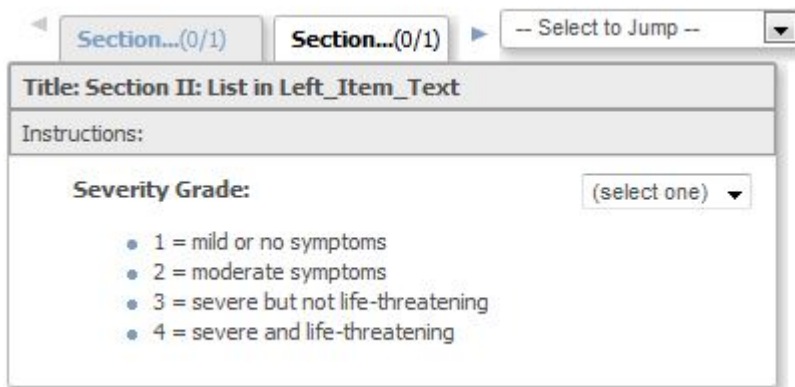 Section...(0/1) Section...(0/1) -- Select to Jump --
Title: Section II: List in Left_Item_Text
Instructions:
Severity Grade: (select one)
1 = mild or no symptoms
2 = moderate symptoms
3 = severe but not life-threatening
4 = severe and life-threatening